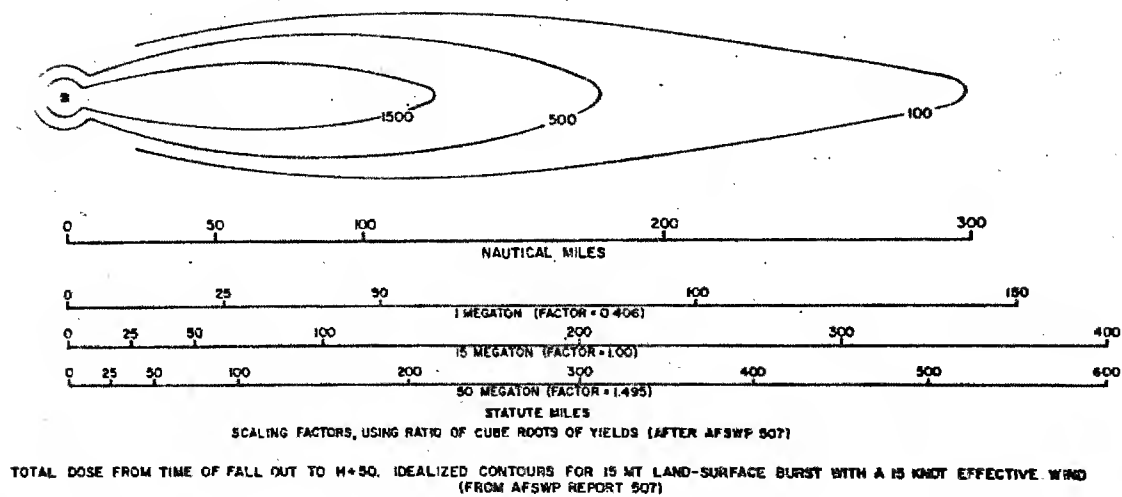 1500
500
100
0 50 100 200 300
NAUTICAL MILES
0 25 50 100 150
1 MEGATON (FACTOR = 0.406)
0 25 50 100 200 300 400
15 MEGATON (FACTOR = 1.00)
0 25 50 100 200 300 400 500 600
50 MEGATON (FACTOR = 1.495)
STATUTE MILES
SCALING FACTORS, USING RATIO OF CUBE ROOTS OF YIELDS (AFTER AFSWP 507)
TOTAL DOSE FROM TIME OF FALL OUT TO H+50. IDEALIZED CONTOURS FOR 15 MT LAND-SURFACE BURST WITH A 15 KNOT EFFECTIVE WIND
(FROM AFSWP REPORT 507)